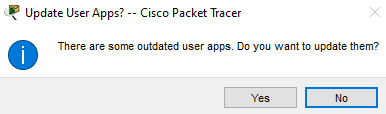 Update User Apps? -- Cisco Packet Tracer
There are some outdated user apps. Do you want to update them?
Yes
No